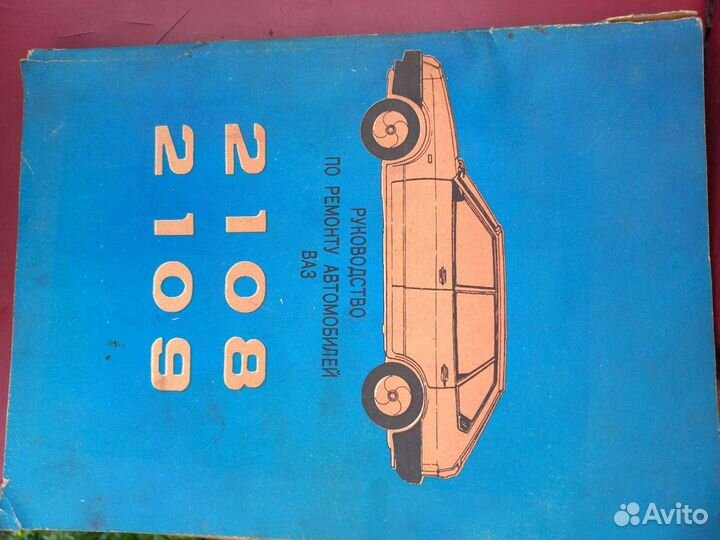 РУКОВОДСТВО
ПО РЕМОНТУ АВТОМОБИЛЕЙ
ВАЗ
2108
2109
Avito